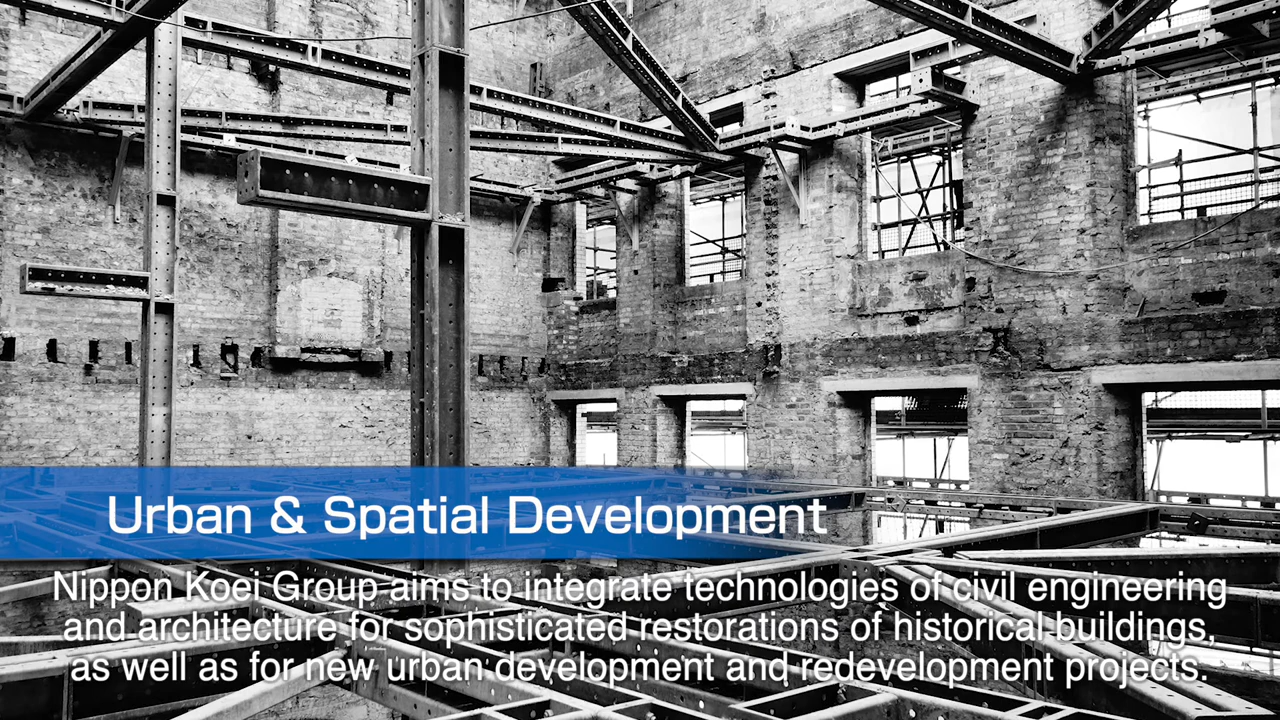 Urban & Spatial Development
Nippon Koei Group aims to integrate technologies of civil engineering
and architecture for sophisticated restorations of historical buildings,
as well as for new urban development and redevelopment projects.